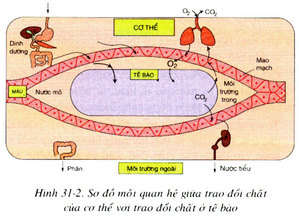 O₂
CO₂
CƠ THỂ
Dinh
dưỡng
Mao
mạch
TẾ BÀO
O₂
Môi
trường
trong
MÁU
Nước mô
CO₂
Phân
Môi trường ngoài
Nước tiểu
Hình 31-2. Sơ đồ mối quan hệ giữa trao đổi chất
của cơ thể với trao đổi chất ở tế bào